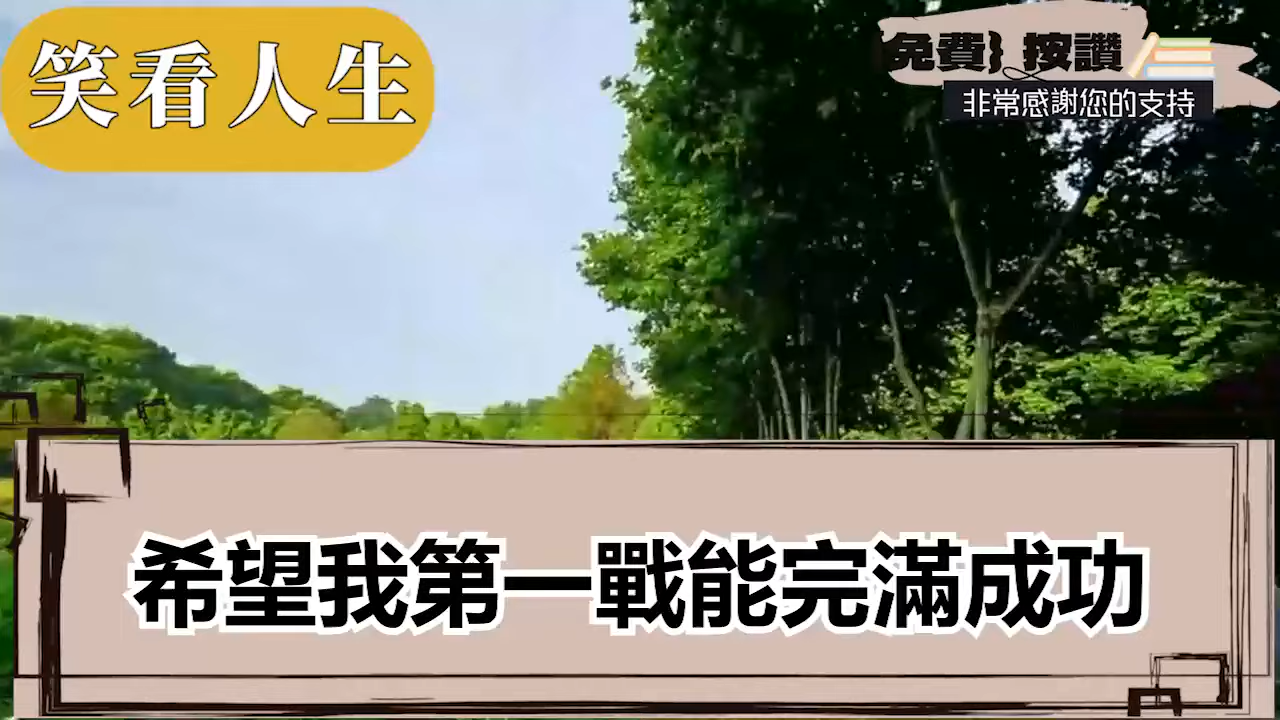 笑看人生
免費 按讚
非常感謝您的支持
希望我第一戰能完滿成功